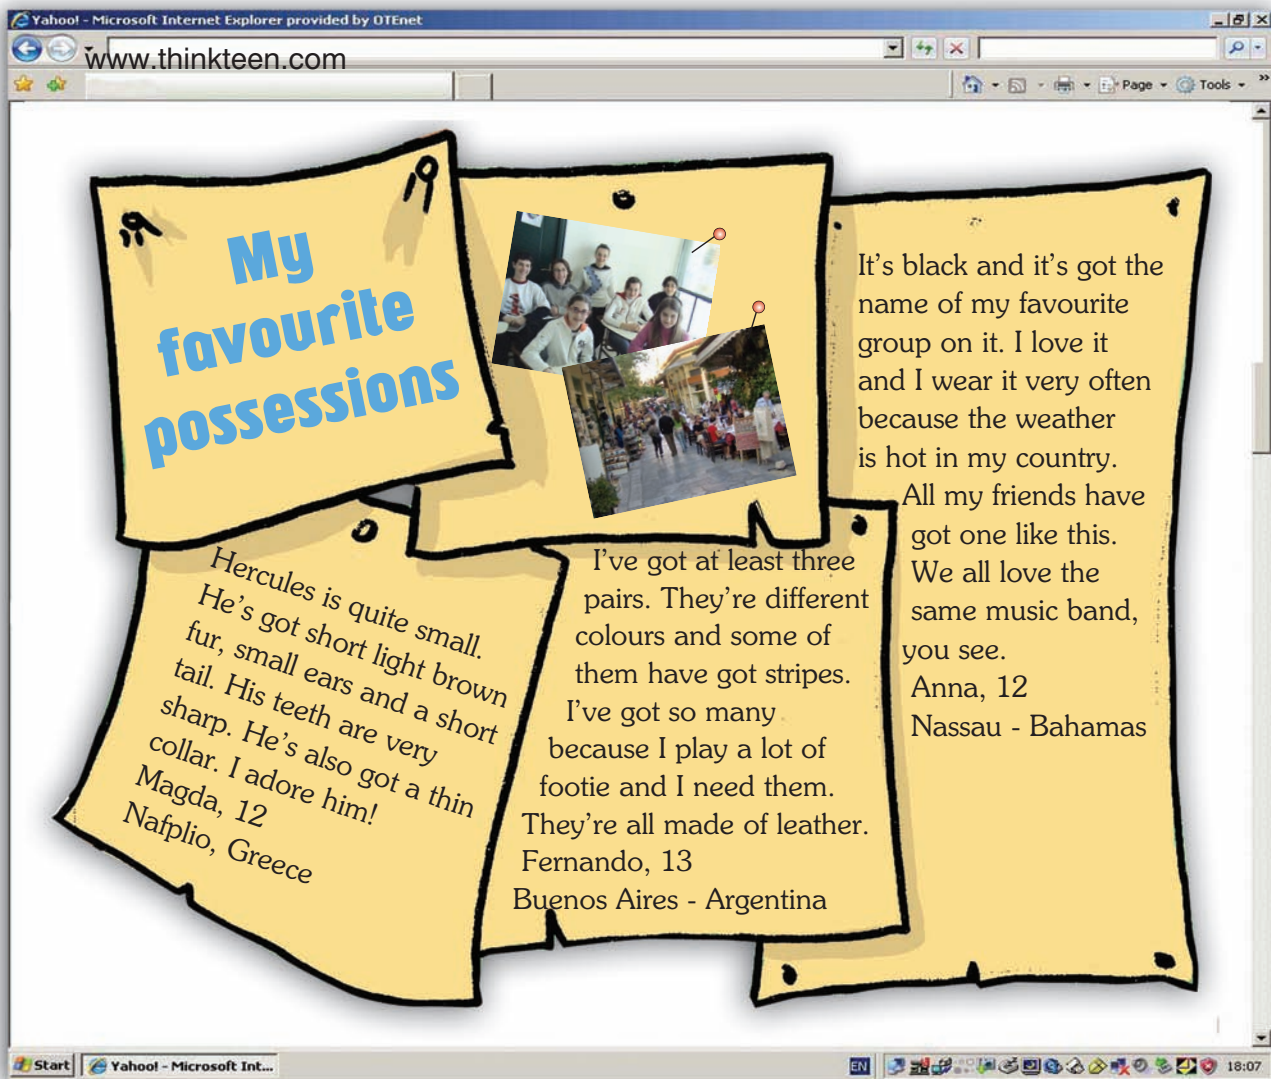 Yahoo! - Microsoft Internet Explorer provided by OTEnet
www.thinkteen.com
Page
Tools
My
favourite
possessions
Hercules is quite small.
He's got short light brown
fur, small ears and a short
tail. His teeth are very
sharp. He's also got a thin
collar. I adore him!
Magda, 12
Nafplio, Greece
I've got at least three
pairs. They're different
colours and some of
them have got stripes.
I've got so many
because I play a lot of
footie and I need them.
They're all made of leather.
Fernando, 13
Buenos Aires - Argentina
It's black and it's got the
name of my favourite
group on it. I love it
and I wear it very often
because the weather
is hot in my country.
All my friends have
got one like this.
We all love the
same music band,
you see.
Anna, 12
Nassau - Bahamas
Start
Yahoo! - Microsoft Int...
EN
18:07